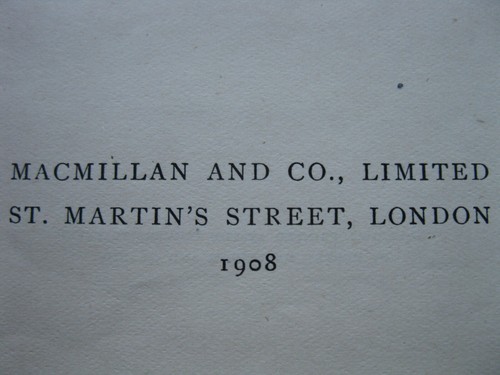 MACMILLAN AND CO., LIMITED
ST. MARTIN'S STREET, LONDON
1908